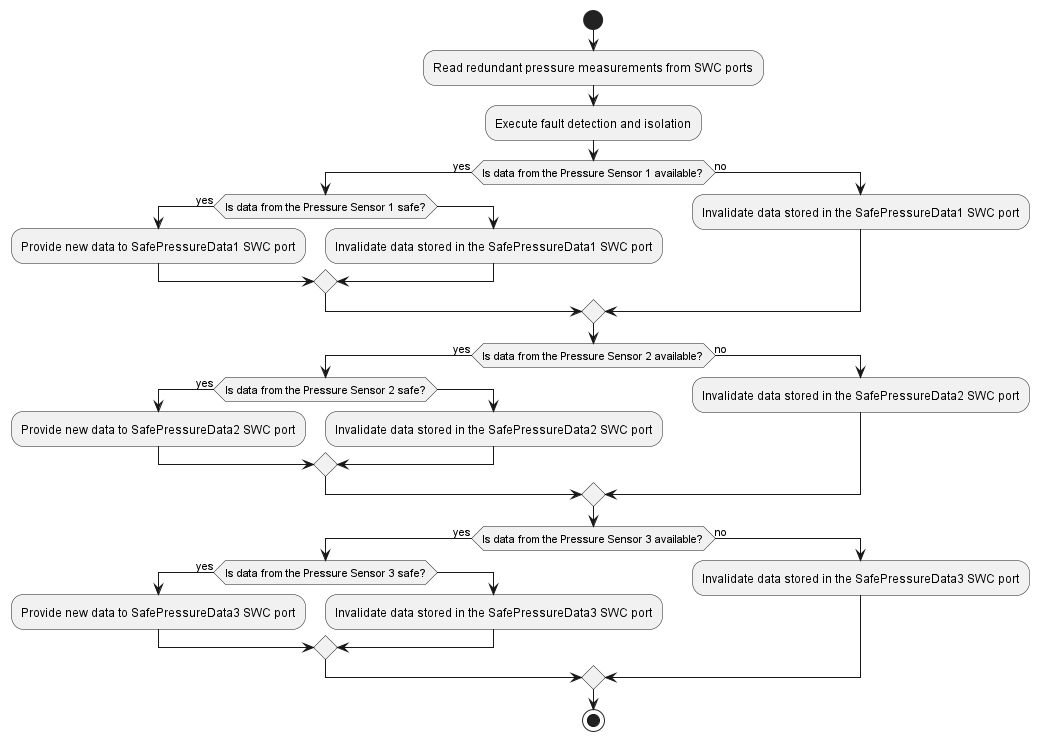 Read redundant pressure measurements from SWC ports
Execute fault detection and isolation
yes
Is data from the Pressure Sensor 1 available?
no
yes
Is data from the Pressure Sensor 1 safe?
Invalidate data stored in the SafePressureData1 SWC port
Provide new data to SafePressureData1 SWC port
Invalidate data stored in the SafePressureData1 SWC port
yes
Is data from the Pressure Sensor 2 available?
no
yes
Is data from the Pressure Sensor 2 safe?
Invalidate data stored in the SafePressureData2 SWC port
Provide new data to SafePressureData2 SWC port
Invalidate data stored in the SafePressureData2 SWC port
yes
Is data from the Pressure Sensor 3 available?
no
yes
Is data from the Pressure Sensor 3 safe?
Invalidate data stored in the SafePressureData3 SWC port
Provide new data to SafePressureData3 SWC port
Invalidate data stored in the SafePressureData3 SWC port